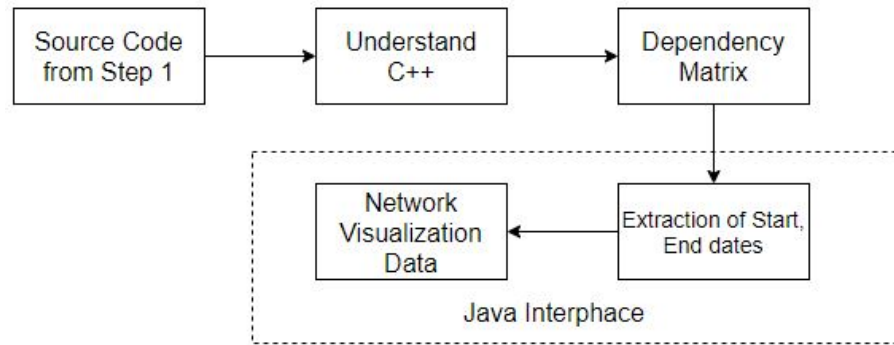 Source Code
from Step 1
Understand
C++
Dependency
Matrix
Extraction of Start,
End dates
Network
Visualization
Data
Java Interphace